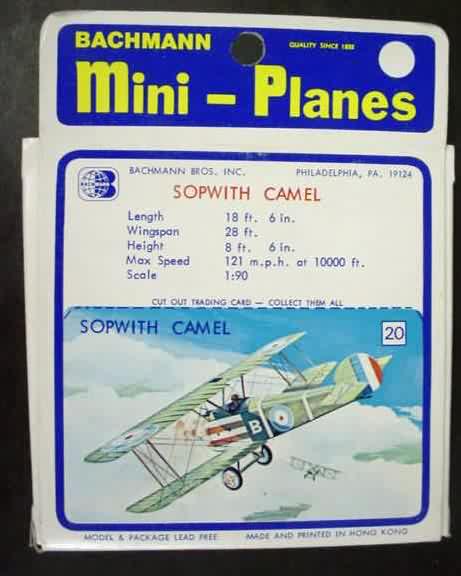 BACHMANN
QUALITY SINCE 1833
Mini - Planes
BACHMANN
BACHMANN BROS. INC. PHILADELPHIA, PA. 19124
SOPWITH CAMEL
Length 18 ft. 6 in.
Wingspan 28 ft.
Height 8 ft. 6 in.
Max Speed 121 m.p.h. at 10000 ft.
Scale 1:90
CUT OUT TRADING CARD — COLLECT THEM ALL
SOPWITH CAMEL 20
B
MODEL & PACKAGE LEAD FREE MADE AND PRINTED IN HONG KONG